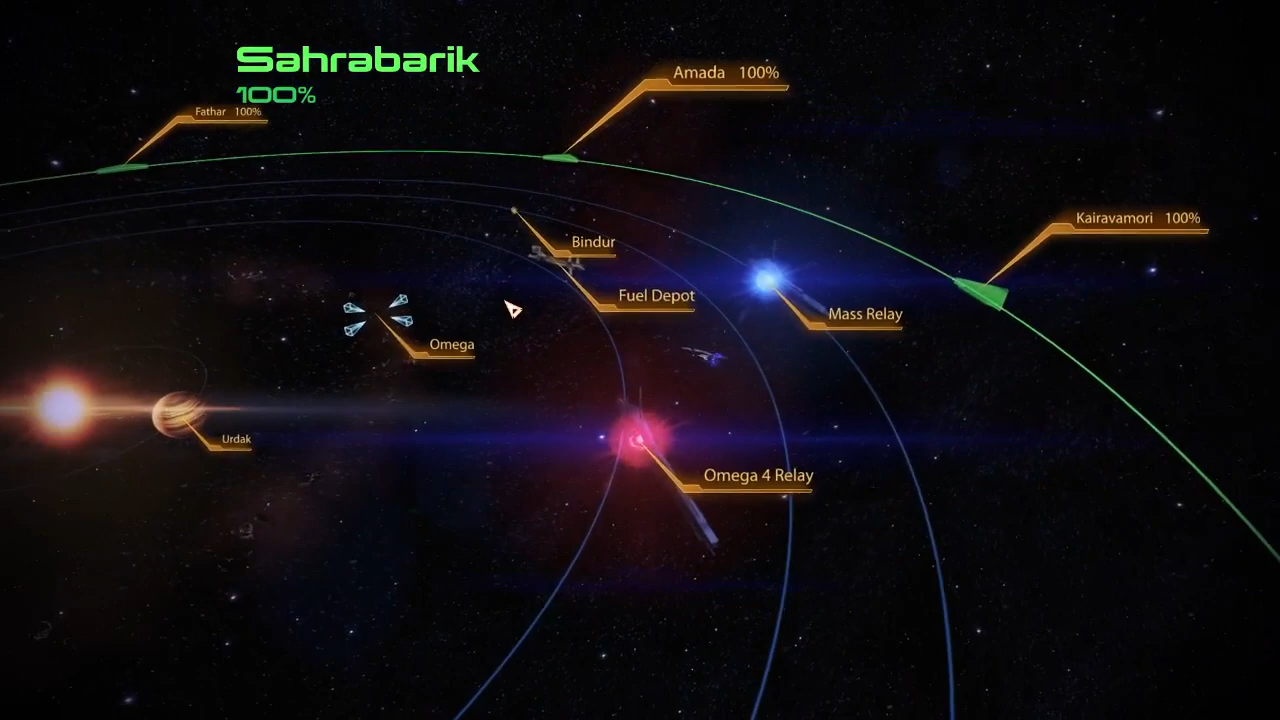 Sahrabarik
100%
Fathar 100%
Amada 100%
Kairavamori 100%
Bindur
Fuel Depot
Mass Relay
Omega
Urdak
Omega 4 Relay